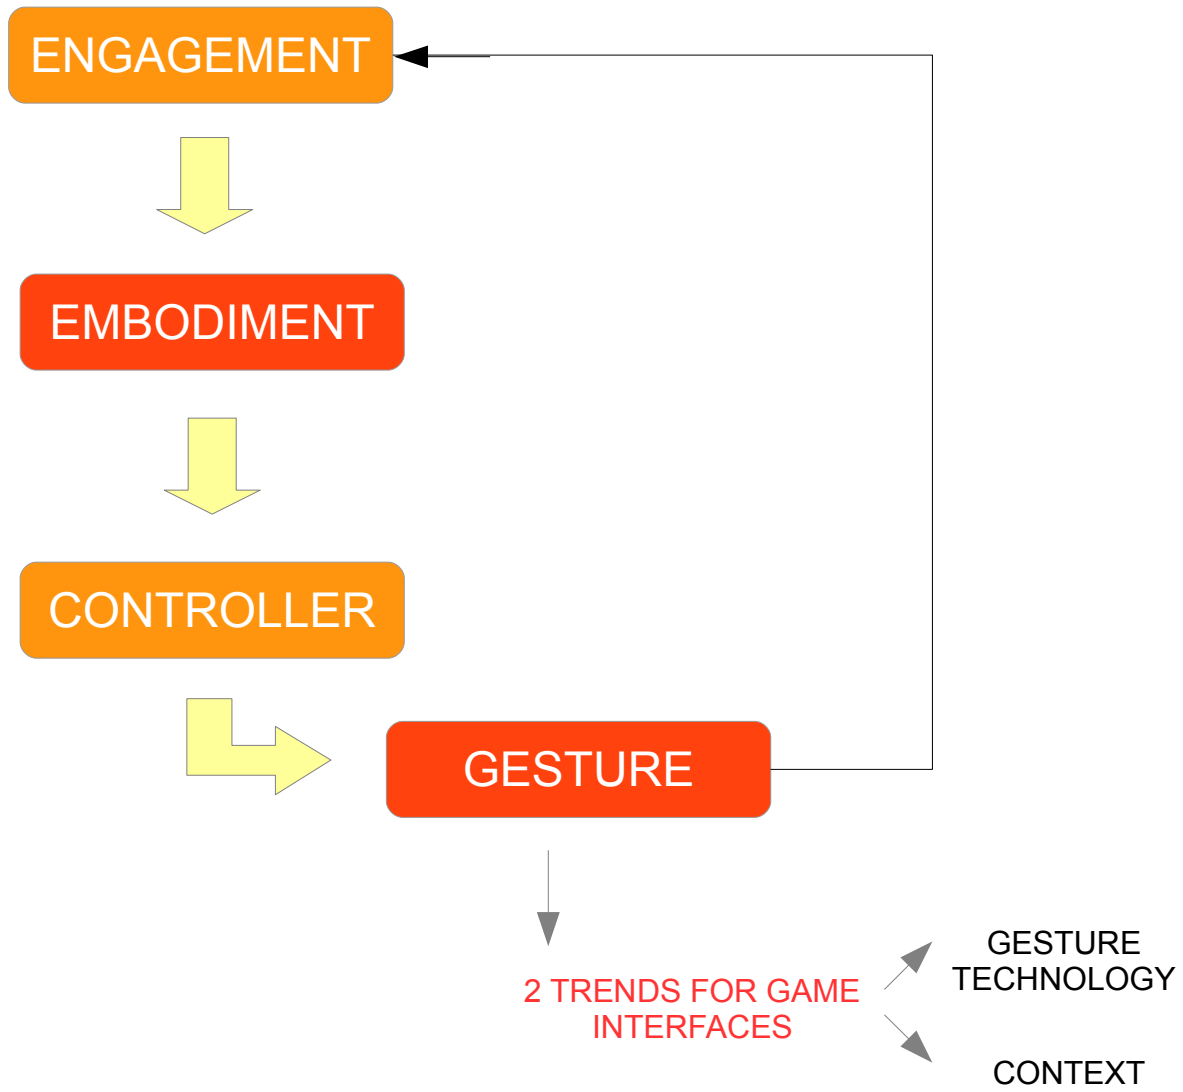 ENGAGEMENT
EMBODIMENT
CONTROLLER
GESTURE
2 TRENDS FOR GAME
INTERFACES
GESTURE
TECHNOLOGY
CONTEXT